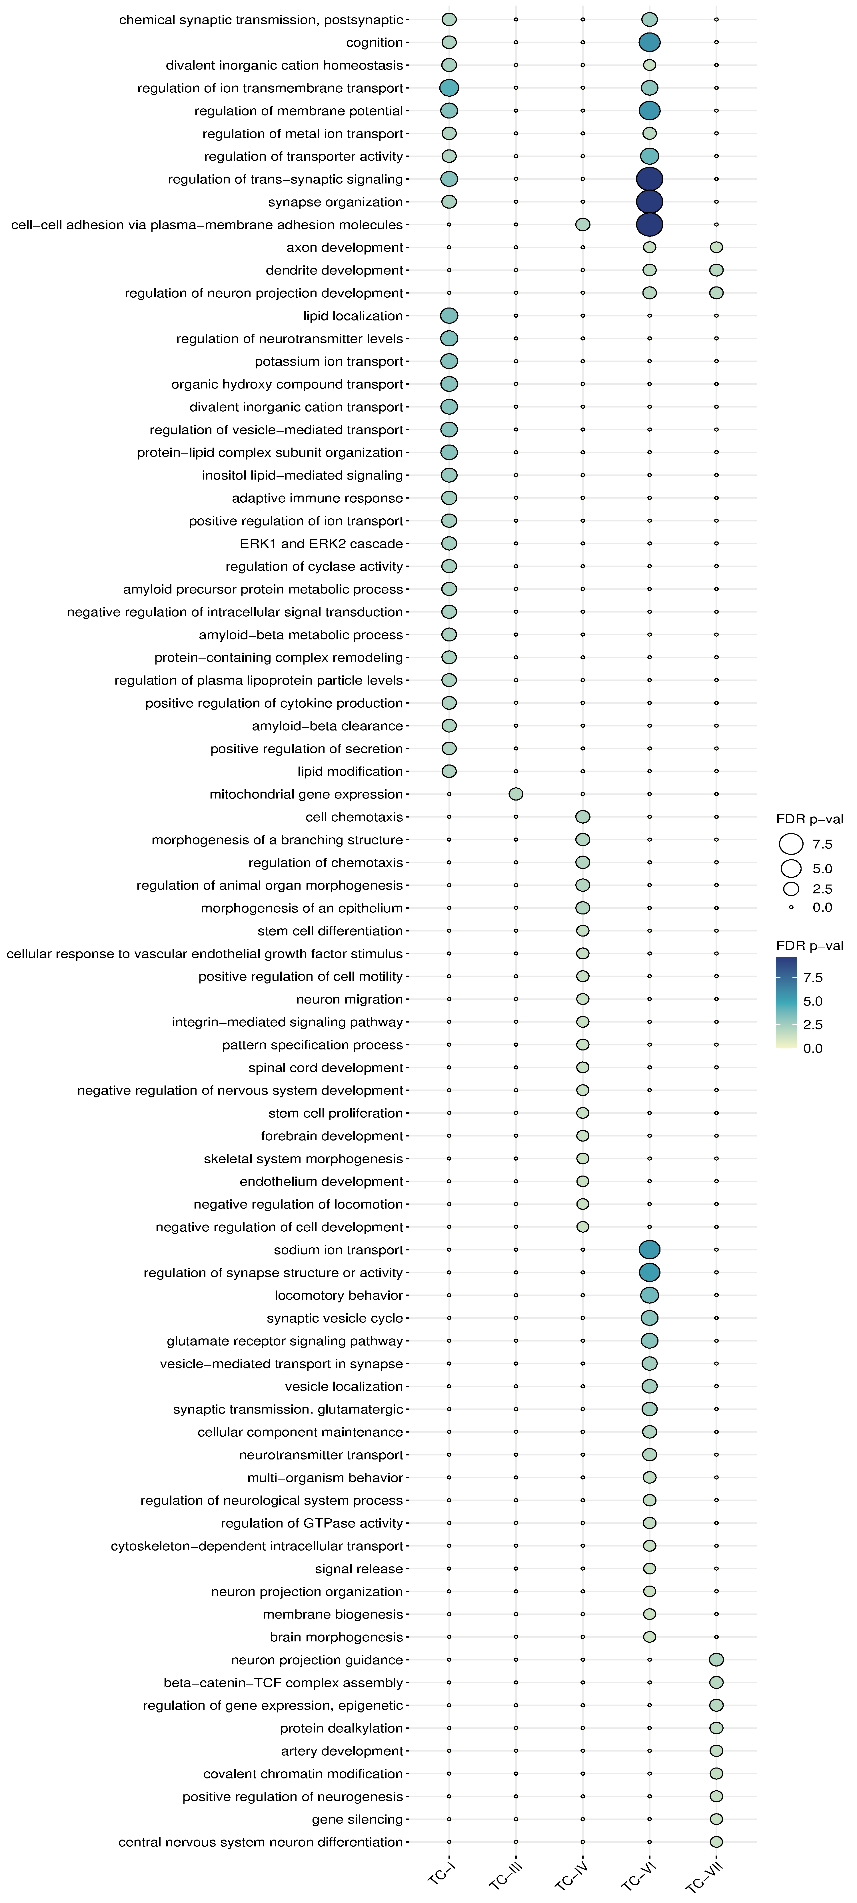 chemical synaptic transmission, postsynaptic
cognition
divalent inorganic cation homeostasis
regulation of ion transmembrane transport
regulation of membrane potential
regulation of metal ion transport
regulation of transporter activity
regulation of trans−synaptic signaling
synapse organization
cell−cell adhesion via plasma−membrane adhesion molecules
axon development
dendrite development
regulation of neuron projection development
lipid localization
regulation of neurotransmitter levels
potassium ion transport
organic hydroxy compound transport
divalent inorganic cation transport
regulation of vesicle−mediated transport
protein−lipid complex subunit organization
inositol lipid−mediated signaling
adaptive immune response
positive regulation of ion transport
ERK1 and ERK2 cascade
regulation of cyclase activity
amyloid precursor protein metabolic process
negative regulation of intracellular signal transduction
amyloid−beta metabolic process
protein−containing complex remodeling
regulation of plasma lipoprotein particle levels
positive regulation of cytokine production
amyloid−beta clearance
positive regulation of secretion
lipid modification
mitochondrial gene expression
cell chemotaxis
morphogenesis of a branching structure
regulation of chemotaxis
regulation of animal organ morphogenesis
morphogenesis of an epithelium
stem cell differentiation
cellular response to vascular endothelial growth factor stimulus
positive regulation of cell motility
neuron migration
integrin−mediated signaling pathway
pattern specification process
spinal cord development
negative regulation of nervous system development
stem cell proliferation
forebrain development
skeletal system morphogenesis
endothelium development
negative regulation of locomotion
negative regulation of cell development
sodium ion transport
regulation of synapse structure or activity
locomotory behavior
synaptic vesicle cycle
glutamate receptor signaling pathway
vesicle−mediated transport in synapse
vesicle localization
synaptic transmission. glutamatergic
cellular component maintenance
neurotransmitter transport
multi−organism behavior
regulation of neurological system process
regulation of GTPase activity
cytoskeleton−dependent intracellular transport
signal release
neuron projection organization
membrane biogenesis
brain morphogenesis
neuron projection guidance
beta−catenin−TCF complex assembly
regulation of gene expression, epigenetic
protein dealkylation
artery development
covalent chromatin modification
positive regulation of neurogenesis
gene silencing
central nervous system neuron differentiation
TC−I
TC−III
TC−IV
TC−VI
TC−VII
FDR p−val
7.5
5.0
2.5
0.0
FDR p−val
7.5
5.0
2.5
0.0